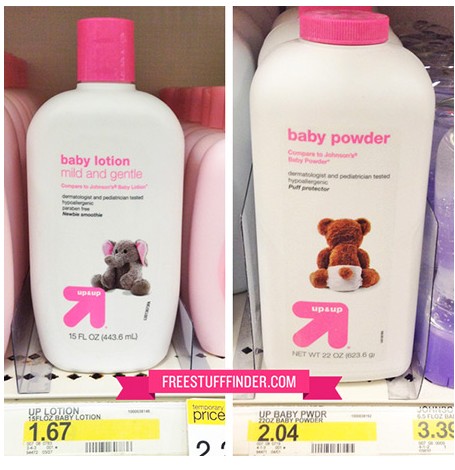 baby lotion
mild and gentle
Compare to Johnson's® Baby Lotion*
dermatologist and pediatrician tested
hypoallergenic
paraben free
Newbie smoothie
up&up
15 FL OZ (443.6 mL)
baby powder
Compare to Johnson's®
Baby Powder*
dermatologist and pediatrician tested
hypoallergenic
Puff protector
up&up
NET WT 22 OZ (623.6 g)
FREESTUFFFINDER.COM
UP LOTION
15FLOZ BABY LOTION
1.67
temporary
price
UP BABY PWDR
22OZ BABY POWDER
2.04
3.39